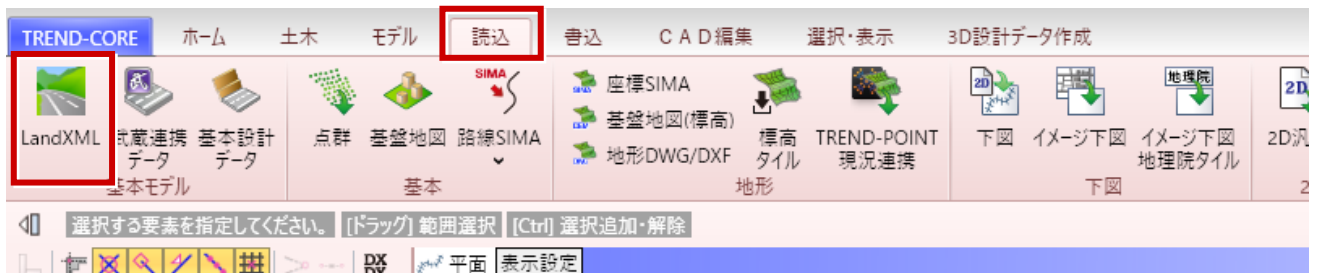 TREND-CORE ホーム 土木 モデル 読込 書込 CAD編集 選択・表示 3D設計データ作成
LandXML
武蔵連携
データ
基本設計
データ
基本モデル
点群
基盤地図
SIMA
路線SIMA
基本
座標SIMA
基盤地図(標高)
地形DWG/DXF
標高
タイル
TREND-POINT
現況連携
地形
2D
下図
イメージ下図
地理院
イメージ下図
地理院タイル
下図
2D
2D汎
2
選択する要素を指定してください。 [ドラッグ] 範囲選択 [Ctrl] 選択追加・解除
DX
DY
平面 表示設定